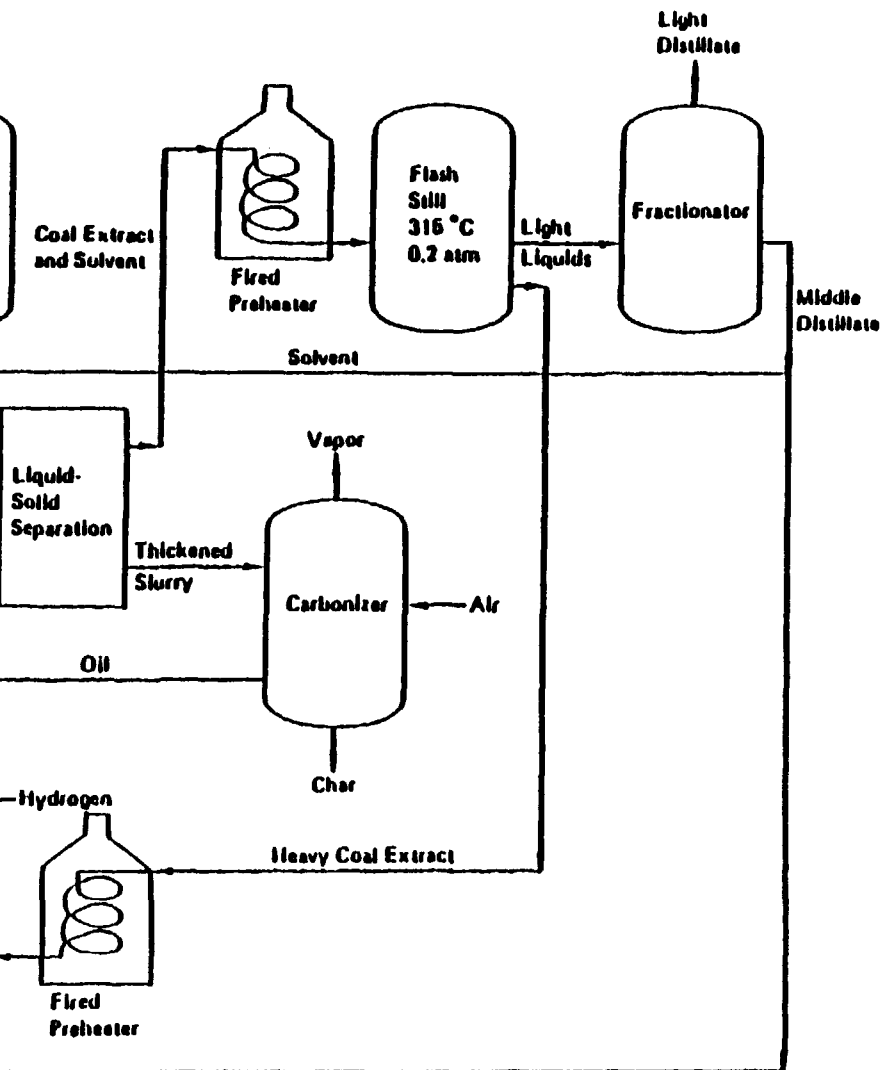 Light
Distillate
Flash
Still
316 °C
0.2 atm
Fractionator
Coal Extract
and Solvent
Light
Liquids
Fired
Preheater
Middle
Distillate
Solvent
Vapor
Liquid-
Solid
Separation
Thickened
Slurry
Carbonizer
Air
Oil
Char
Hydrogen
Heavy Coal Extract
Fired
Preheater